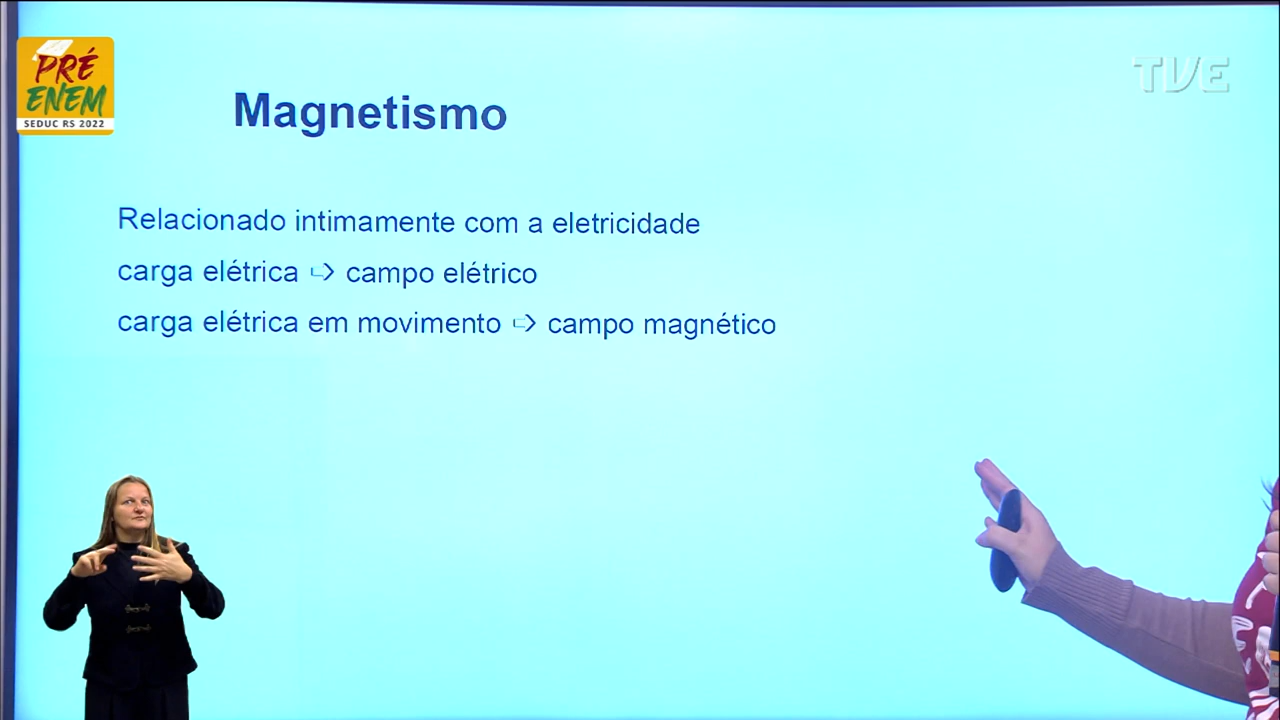 PRÉ
ENEM
SEDUC RS 2022
TVE
Magnetismo
Relacionado intimamente com a eletricidade
carga elétrica ⇨ campo elétrico
carga elétrica em movimento ⇨ campo magnético